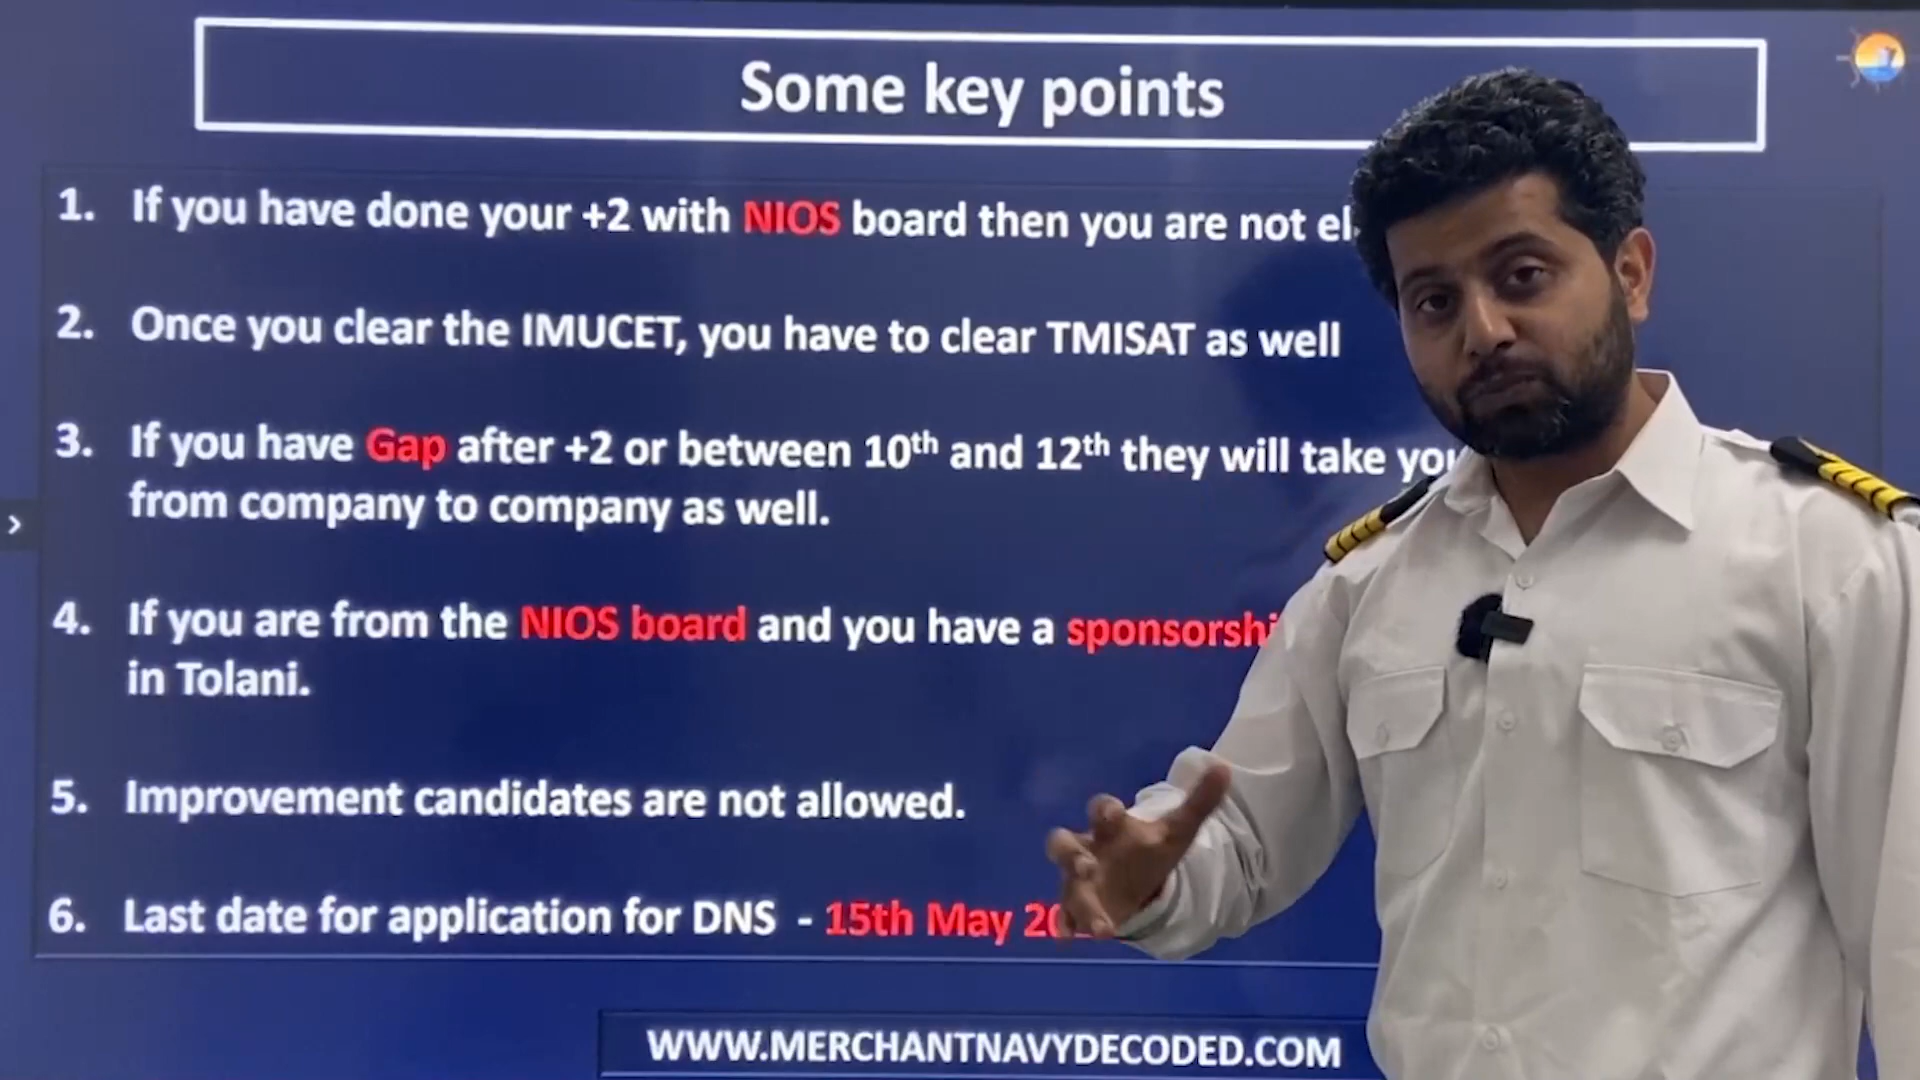 Some key points
1. If you have done your +2 with NIOS board then you are not
2. Once you clear the IMUCET, you have to clear TMISAT as well
3. If you have Gap after +2 or between 10th and 12th they will take
from company to company as well.
4. If you are from the NIOS board and you have a
in Tolani.
5. Improvement candidates are not allowed.
6. Last date for application for DNS - 15th May
WWW.MERCHANTNAVYDECODED.COM